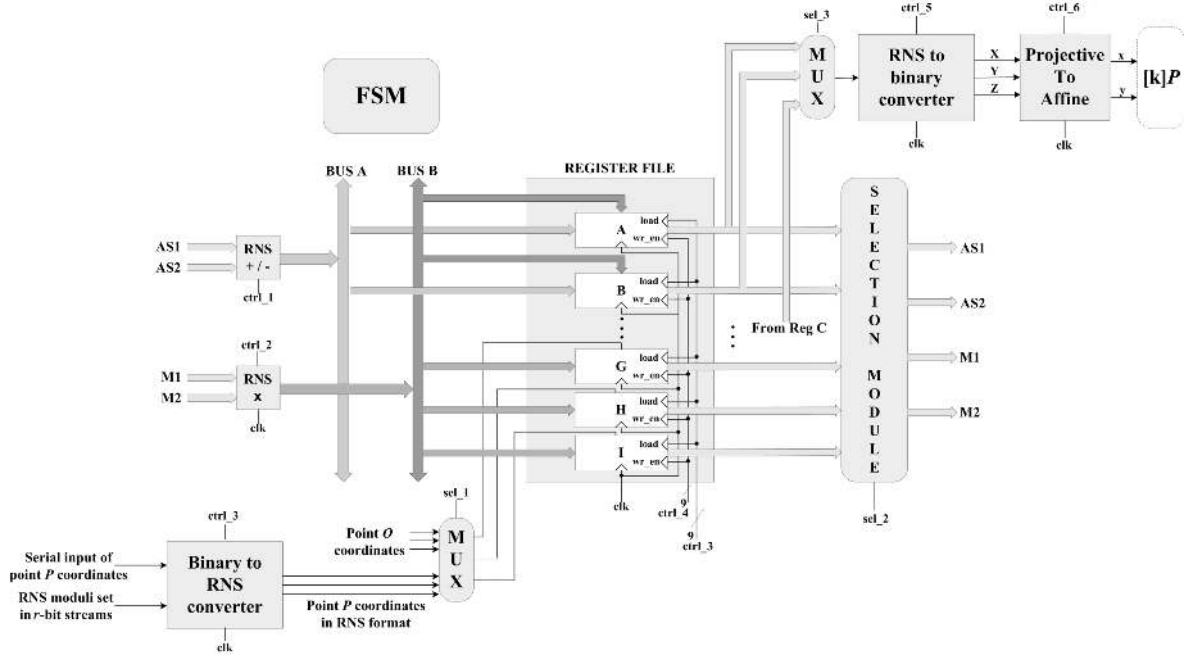 sel_3
ctrl_5
ctrl_6
M
U
X
RNS to
binary
converter
X
Y
Z
Projective
To
Affine
x
y
[k]P
clk
clk
FSM
BUS A
BUS B
REGISTER FILE
A
load
wr_en
B
load
wr_en
G
load
wr_en
H
load
wr_en
I
load
wr_en
clk
9
ctrl_4
9
ctrl_3
From Reg C
SELECTION MODULE
sel_2
AS1
AS2
M1
M2
AS1
AS2
RNS
+ / -
ctrl_1
ctrl_2
M1
M2
RNS
x
clk
sel_1
Point O
coordinates
M
U
X
ctrl_3
Serial input of
point P coordinates
RNS moduli set
in r-bit streams
Binary to
RNS
converter
clk
Point P coordinates
in RNS format